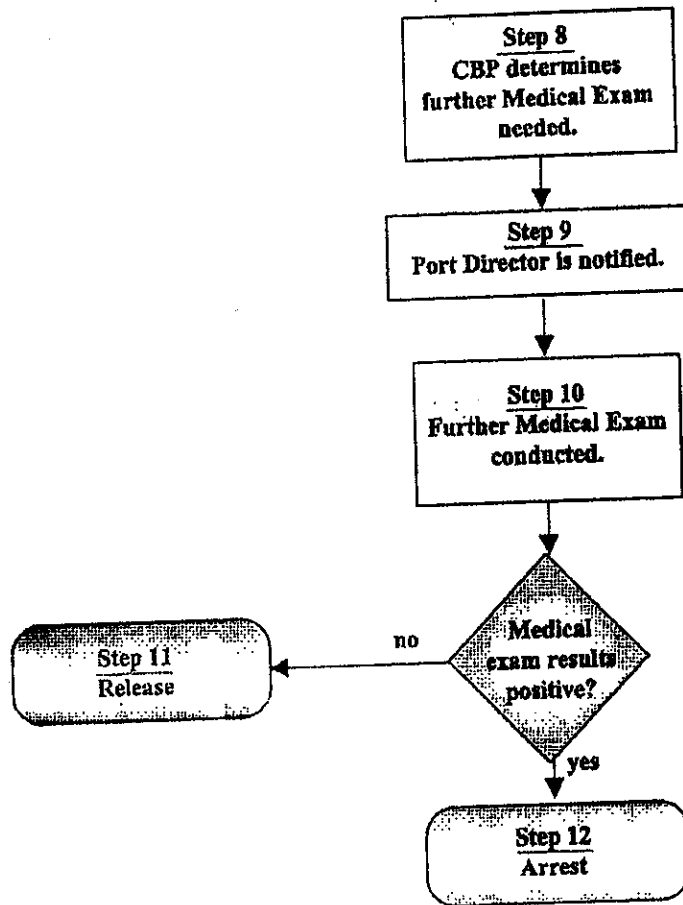 Step 8
CBP determines
further Medical Exam
needed.
Step 9
Port Director is notified.
Step 10
Further Medical Exam
conducted.
Medical
exam results
positive?
no
Step 11
Release
yes
Step 12
Arrest